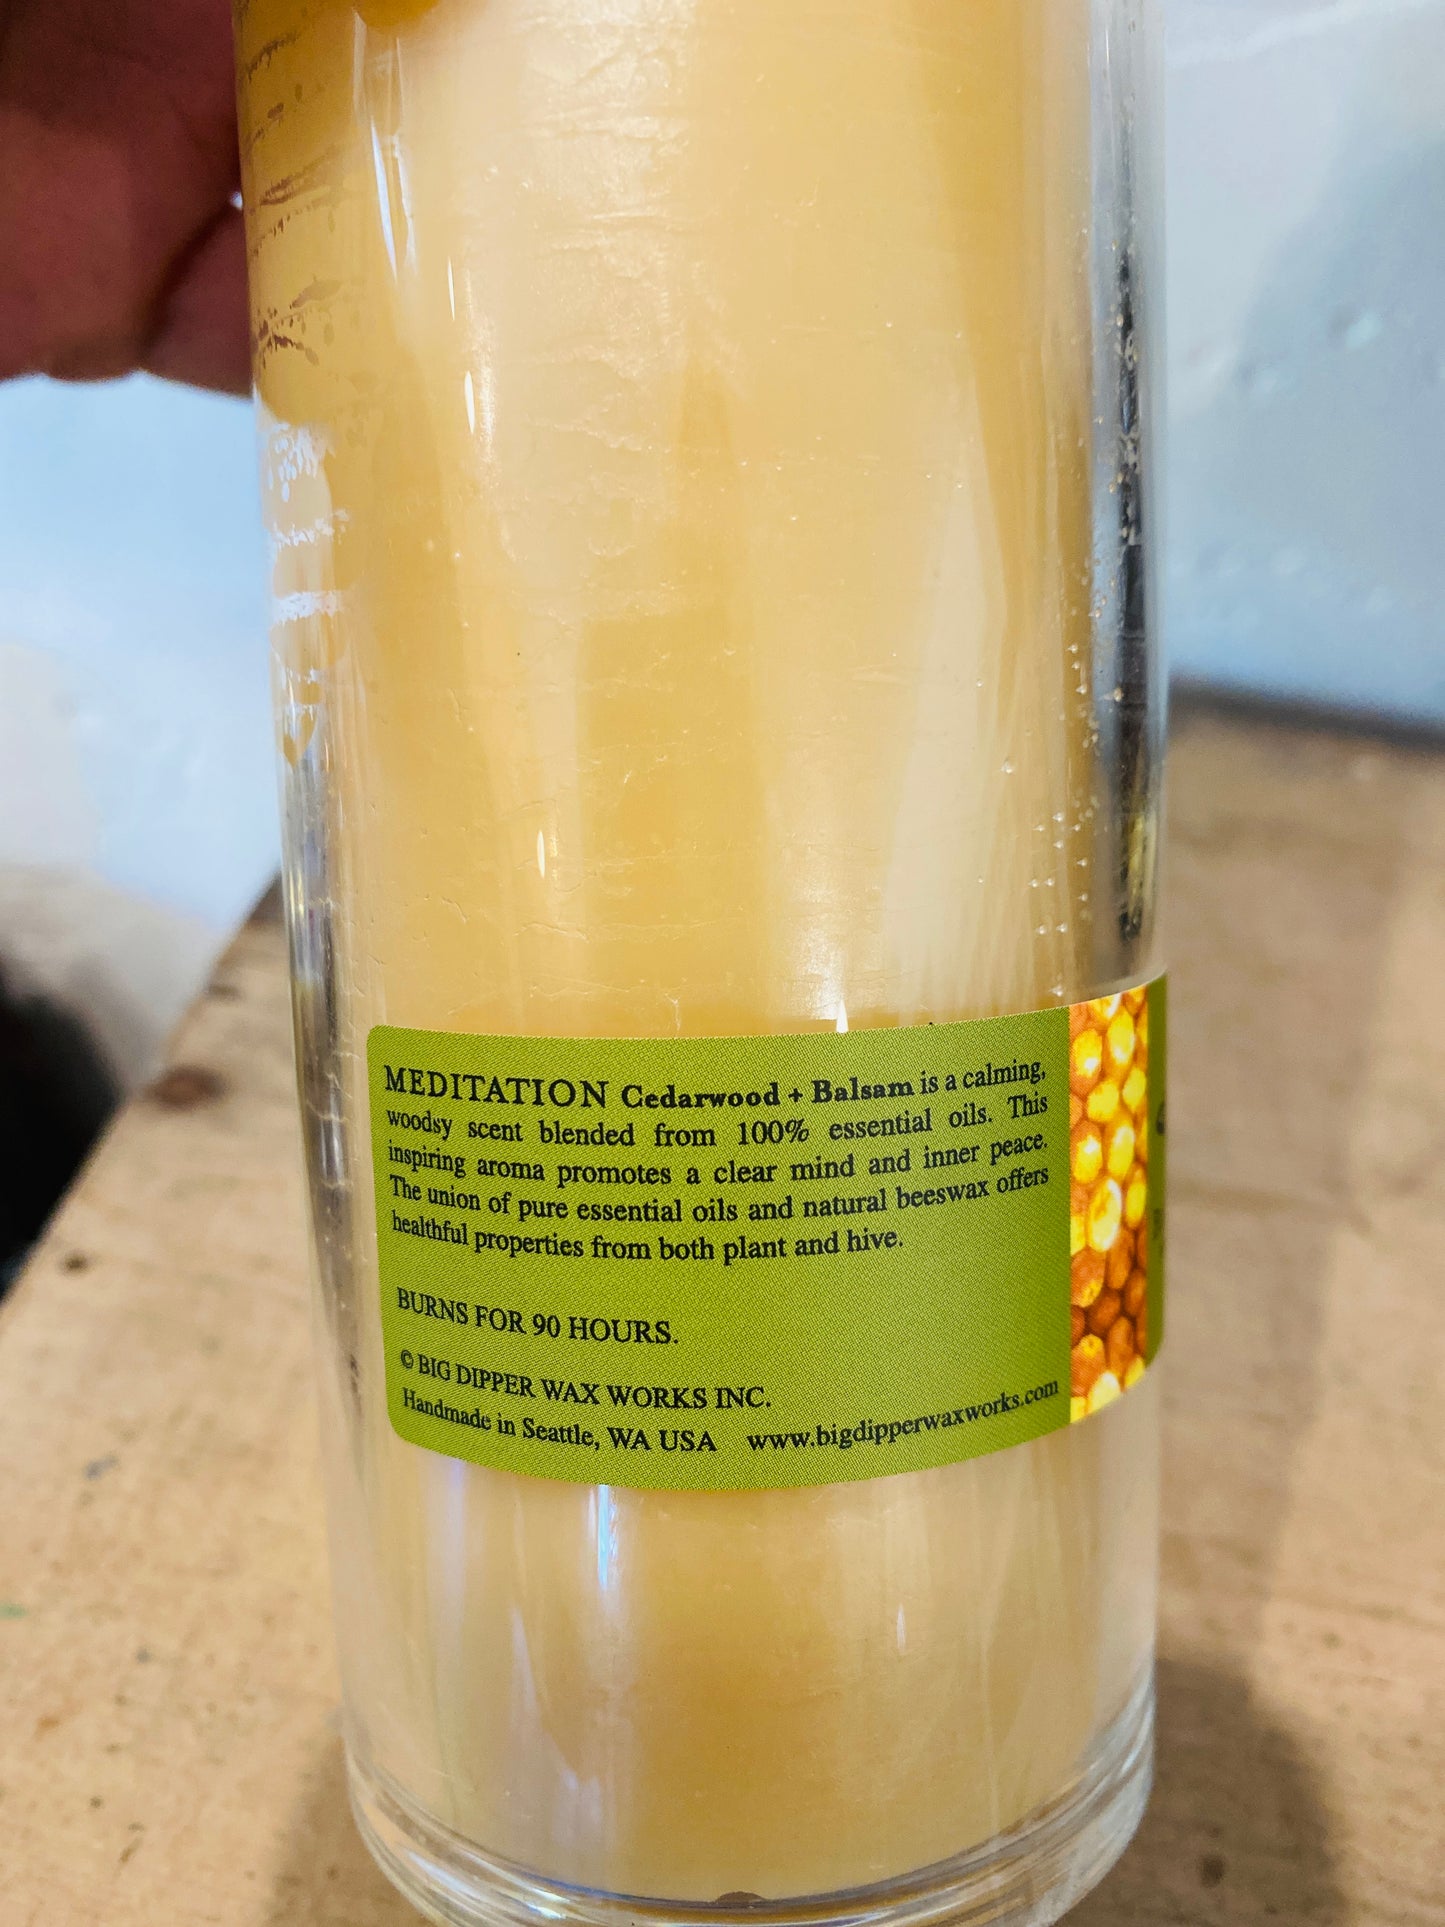 MEDITATION Cedarwood + Balsam is a calming,
woodsy scent blended from 100% essential oils. This
inspiring aroma promotes a clear mind and inner peace.
The union of pure essential oils and natural beeswax offers
healthful properties from both plant and hive.
BURNS FOR 90 HOURS.
© BIG DIPPER WAX WORKS INC.
Handmade in Seattle, WA USA www.bigdipperwaxworks.com